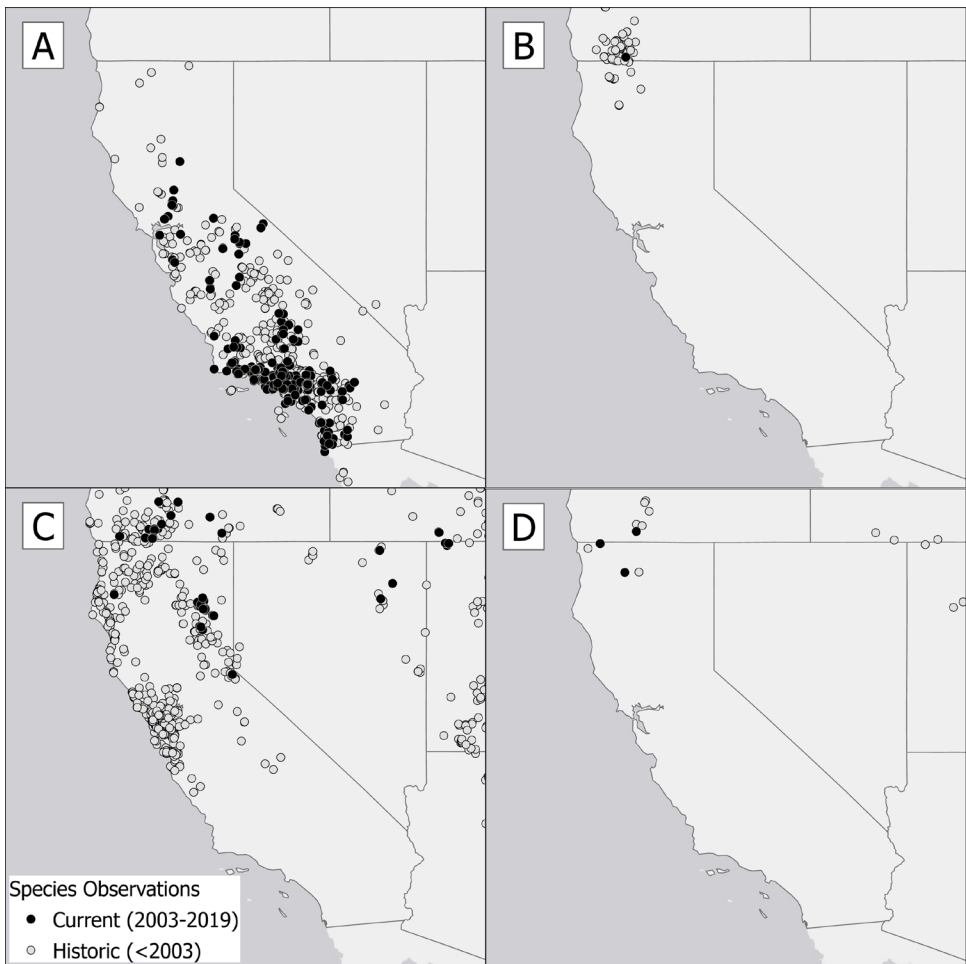 A
B
C
D
Species Observations
Current (2003-2019)
Historic (<2003)